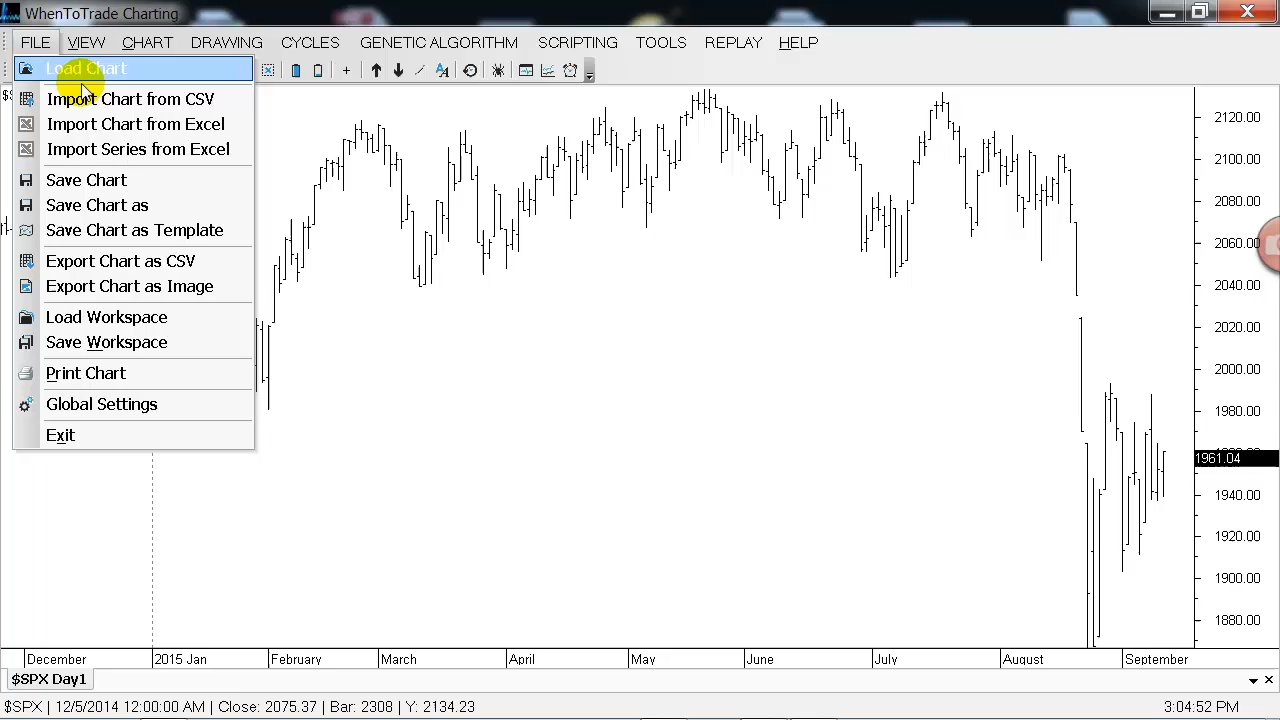 WhenToTrade Charting
FILE VIEW CHART DRAWING CYCLES GENETIC ALGORITHM SCRIPTING TOOLS REPLAY HELP
Load Chart
Import Chart from CSV
Import Chart from Excel
Import Series from Excel
Save Chart
Save Chart as
Save Chart as Template
Export Chart as CSV
Export Chart as Image
Load Workspace
Save Workspace
Print Chart
Global Settings
Exit
2120.00
2100.00
2080.00
2060.00
2040.00
2020.00
2000.00
1980.00
1961.04
1940.00
1920.00
1900.00
1880.00
December 2015 Jan February March April May June July August September
$SPX Day1
$SPX | 12/5/2014 12:00:00 AM | Close: 2075.37 | Bar: 2308 | Y: 2134.23 3:04:52 PM